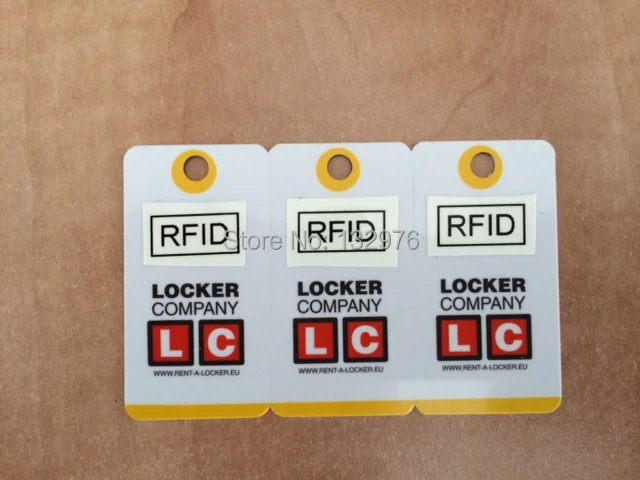 RFID
LOCKER
COMPANY
L C
WWW.RENT-A-LOCKER.EU
RFID
LOCKER
COMPANY
L C
WWW.RENT-A-LOCKER.EU
RFID
LOCKER
COMPANY
L C
WWW.RENT-A-LOCKER.EU
Store No: 132976